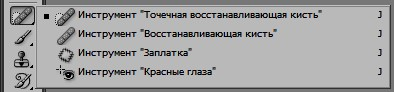 Инструмент "Точечная восстанавливающая кисть" J
Инструмент "Восстанавливающая кисть" J
Инструмент "Заплатка" J
Инструмент "Красные глаза" J